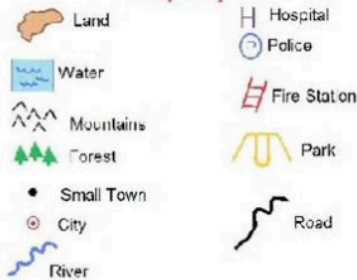 Land
Water
Mountains
Forest
Small Town
City
River
H Hospital
P Police
Fire Station
Park
Road